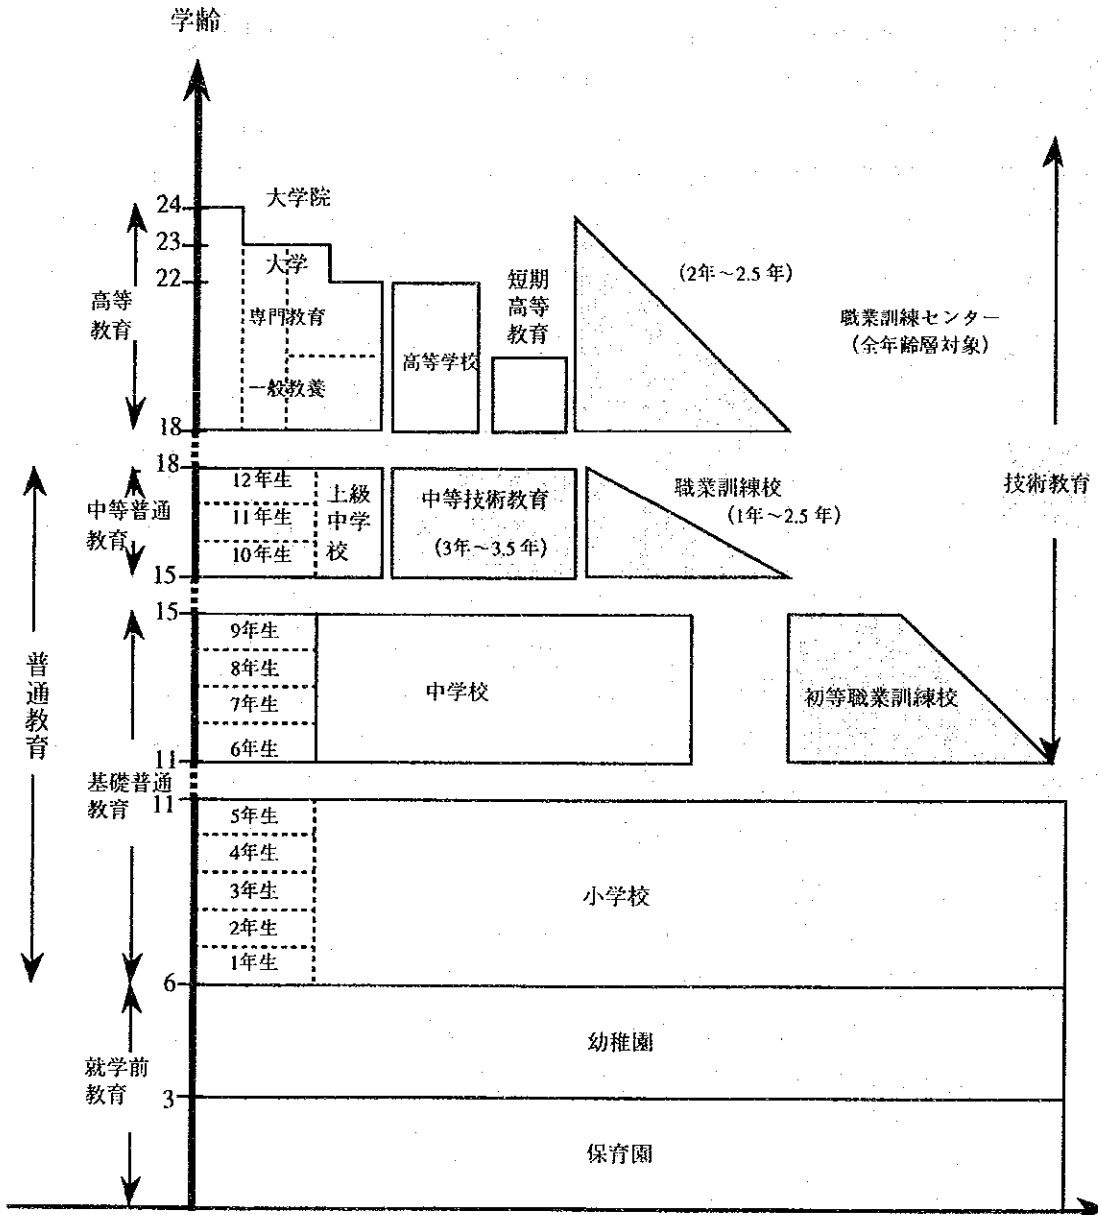 学齢
24
大学院
23
大学
22
短期
高等
教育
(2年～2.5年)
高等
教育
専門教育
職業訓練センター
(全年齢層対象)
高等学校
一般教養
18
18
12年生
上級
中学
校
中等技術教育
職業訓練校
技術教育
中等普通
教育
11年生
(1年～2.5年)
10年生
(3年～3.5年)
15
15
9年生
普通教育
8年生
中学校
7年生
初等職業訓練校
6年生
11
基礎普通
教育
11
5年生
4年生
3年生
小学校
2年生
1年生
6
幼稚園
就学前
教育
3
保育園